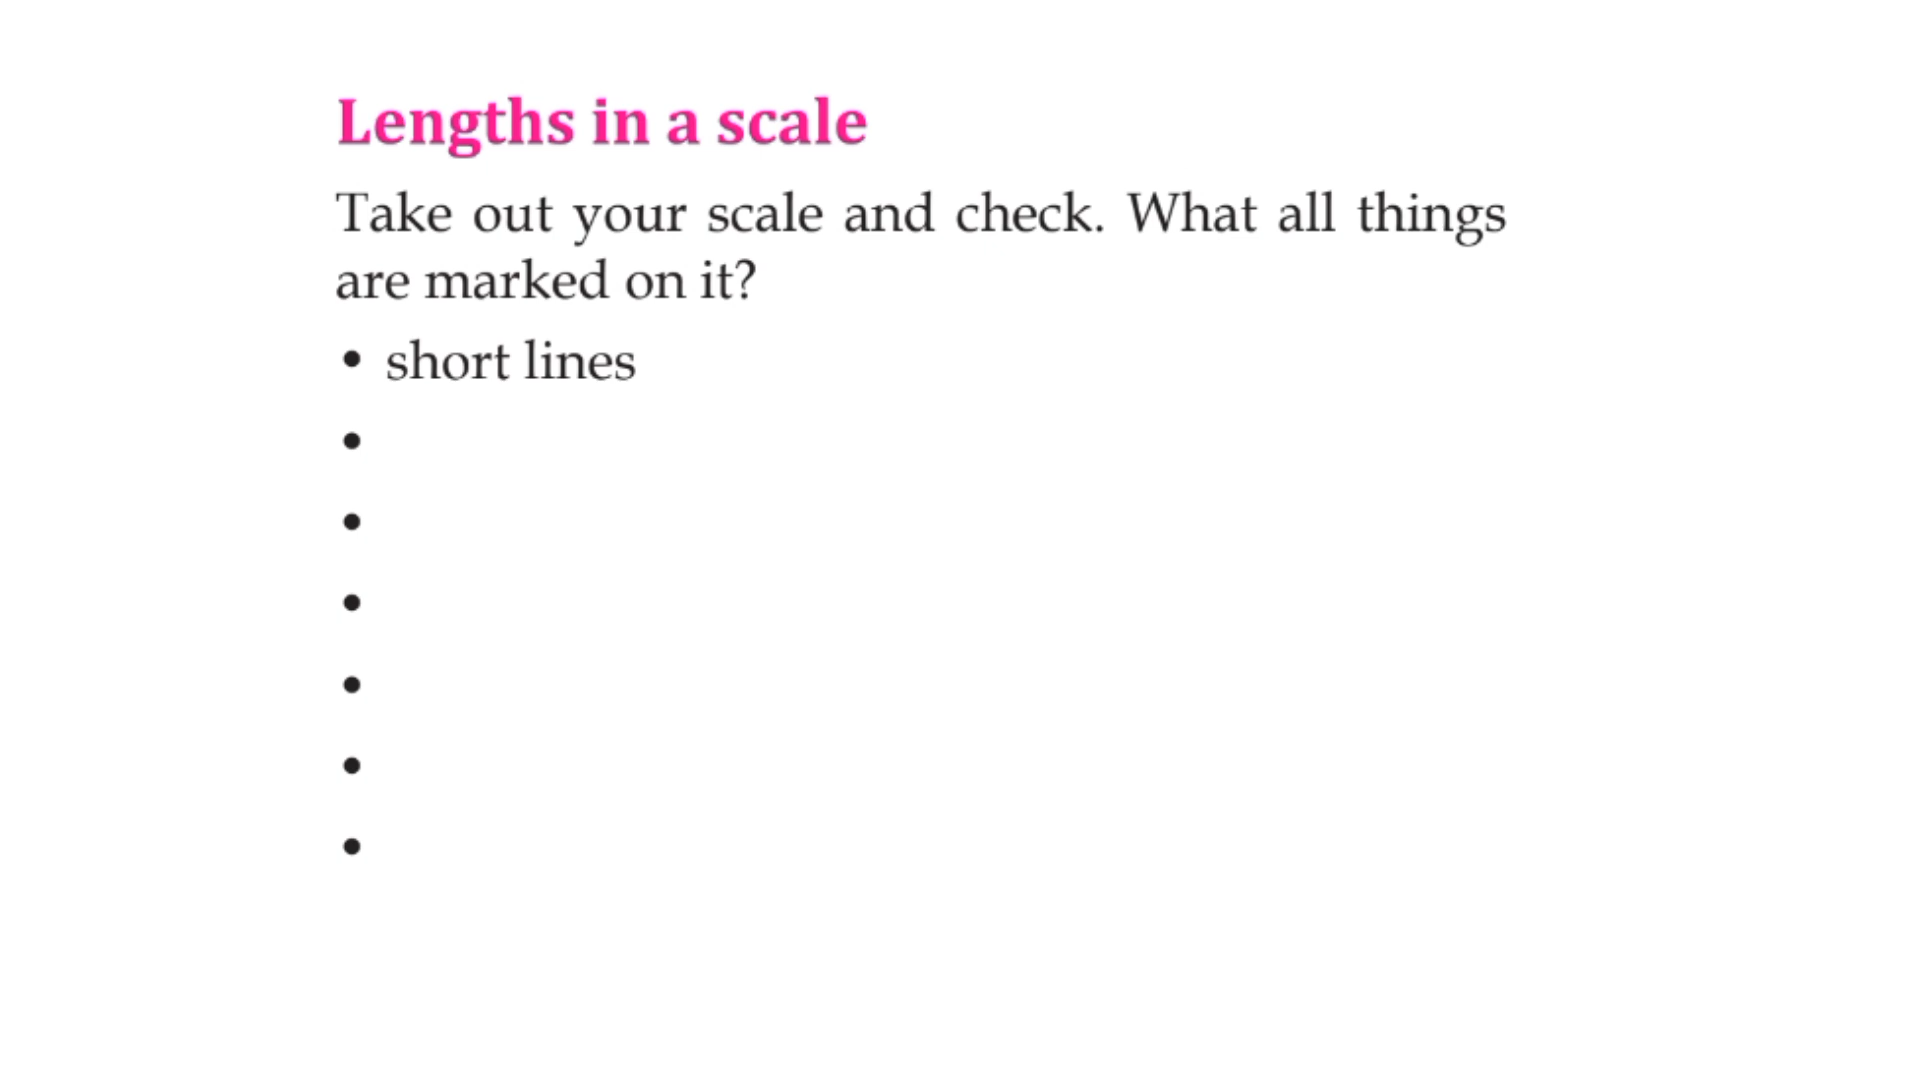 Lengths in a scale
Take out your scale and check. What all things
are marked on it?
• short lines
•
•
•
•
•
•